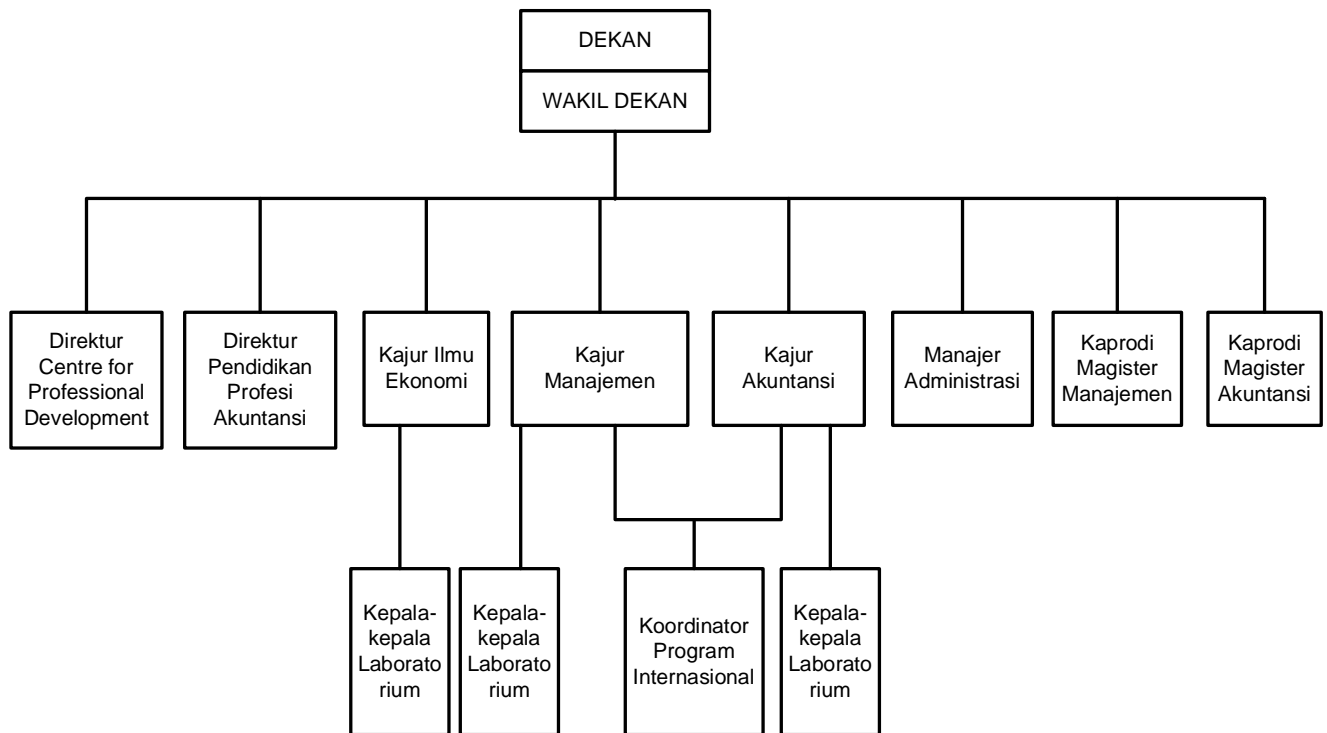 DEKAN
WAKIL DEKAN
Direktur
Centre for
Professional
Development
Direktur
Pendidikan
Profesi
Akuntansi
Kajur Ilmu
Ekonomi
Kajur
Manajemen
Kajur
Akuntansi
Manajer
Administrasi
Kaprodi
Magister
Manajemen
Kaprodi
Magister
Akuntansi
Kepala-
kepala
Laborato
rium
Kepala-
kepala
Laborato
rium
Koordinator
Program
Internasional
Kepala-
kepala
Laborato
rium